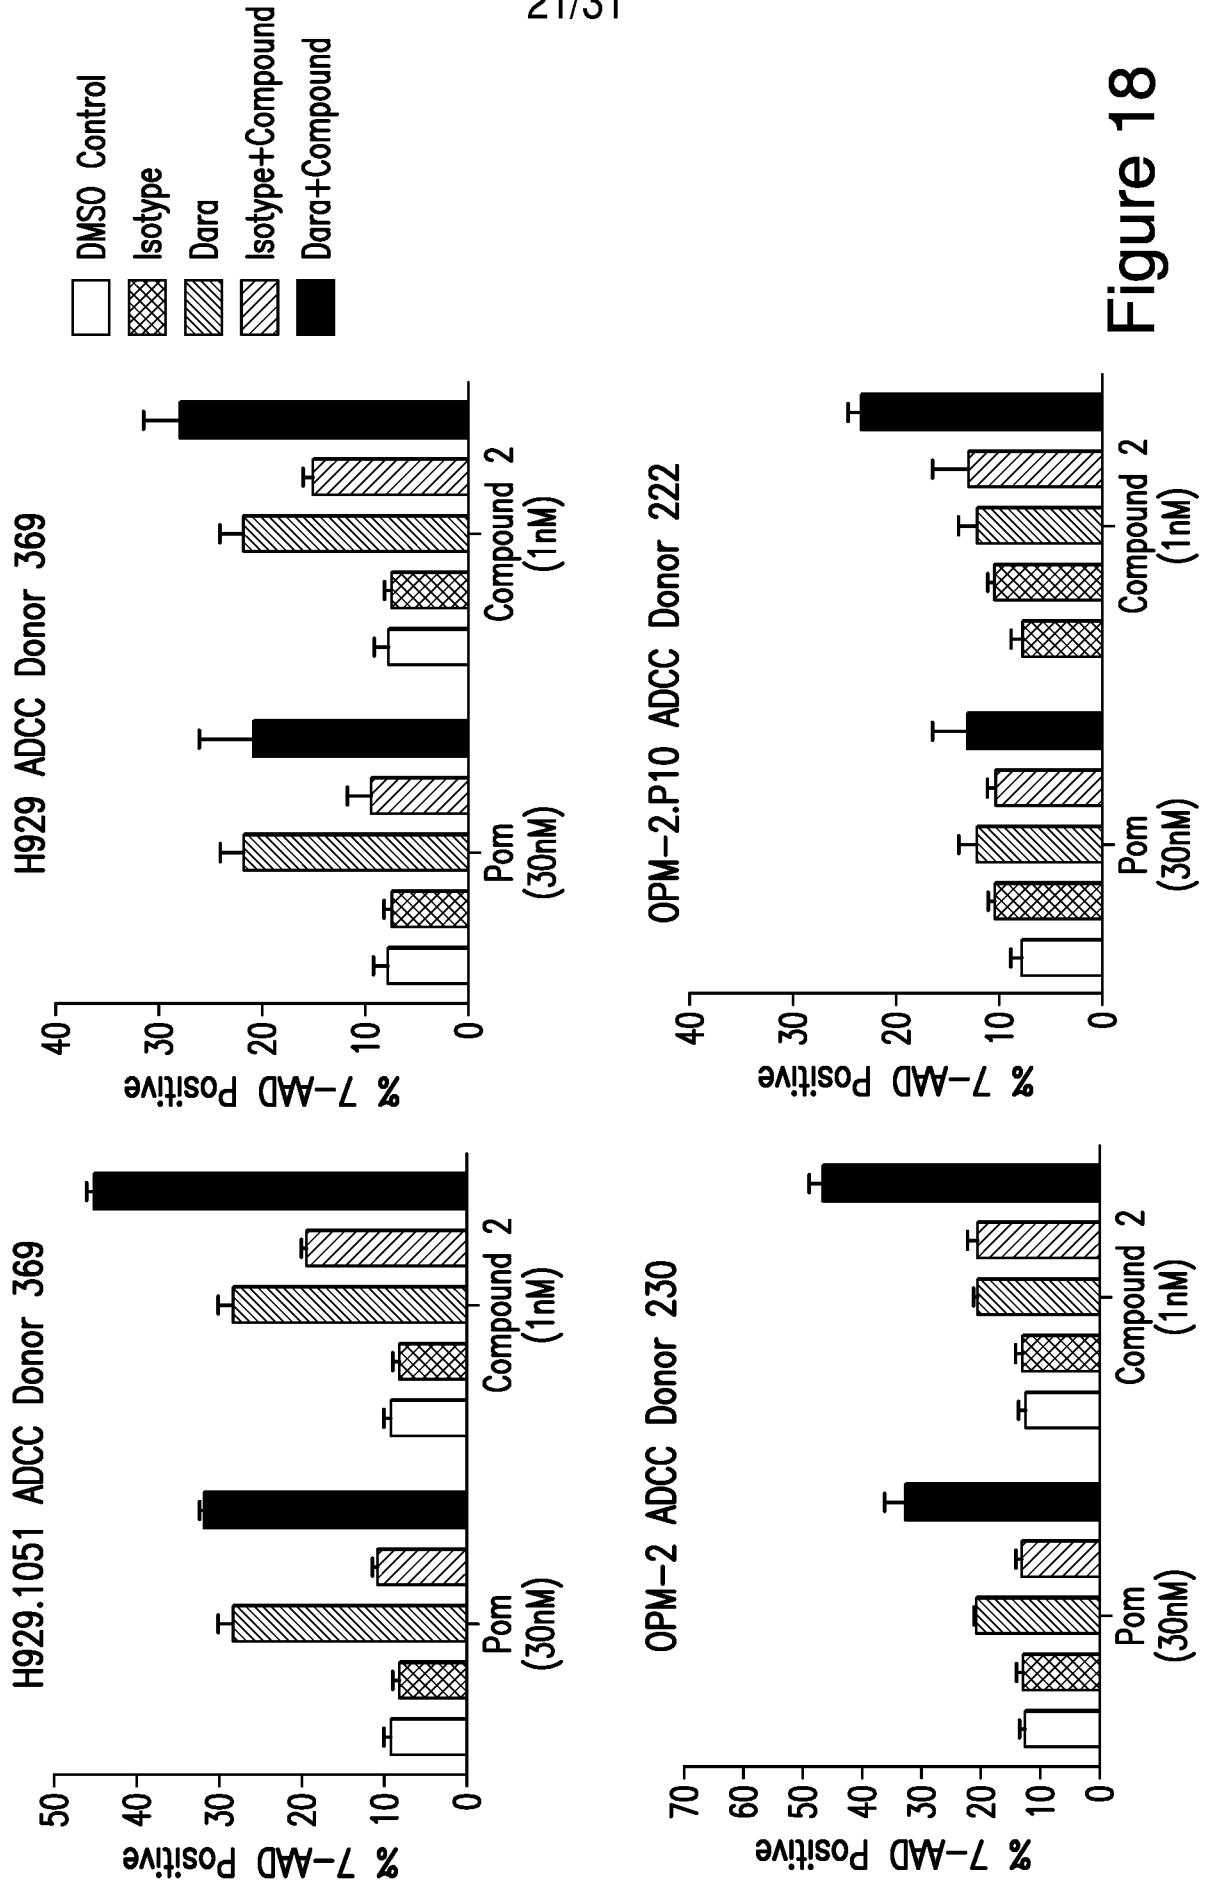 21/31
H929.1051 ADCC Donor 369
% 7-AAD Positive
50
40
30
20
10
0
Pom
(30nM)
Compound 2
(1nM)
H929 ADCC Donor 369
% 7-AAD Positive
40
30
20
10
0
Pom
(30nM)
Compound 2
(1nM)
DMSO Control
Isotype
Dara
Isotype+Compound
Dara+Compound
OPM-2 ADCC Donor 230
% 7-AAD Positive
70
60
50
40
30
20
10
0
Pom
(30nM)
Compound 2
(1nM)
OPM-2.P10 ADCC Donor 222
% 7-AAD Positive
40
30
20
10
0
Pom
(30nM)
Compound 2
(1nM)
Figure 18